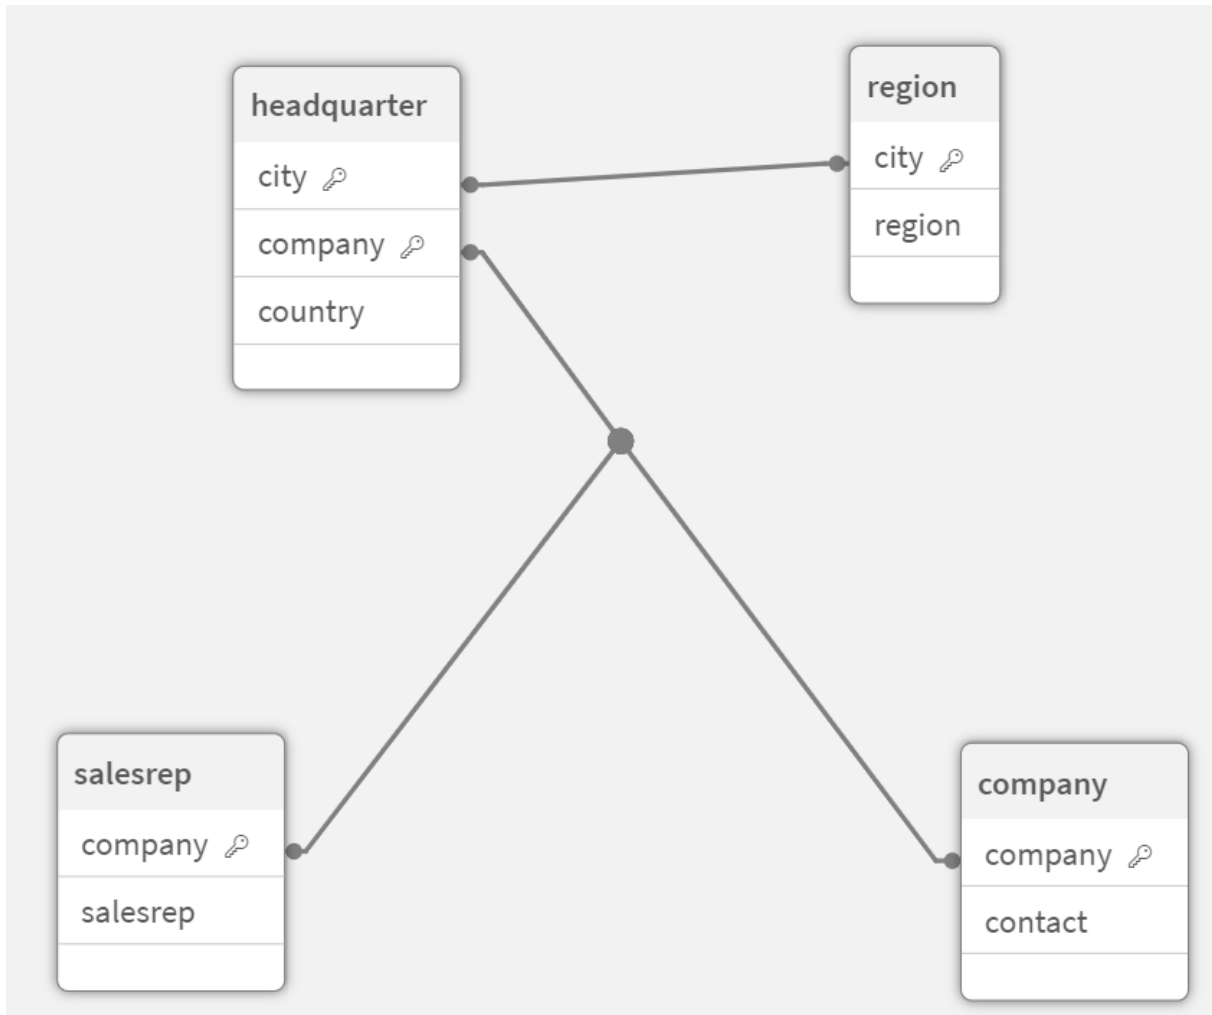 headquarter
city
company
country
region
city
region
salesrep
company
salesrep
company
company
contact